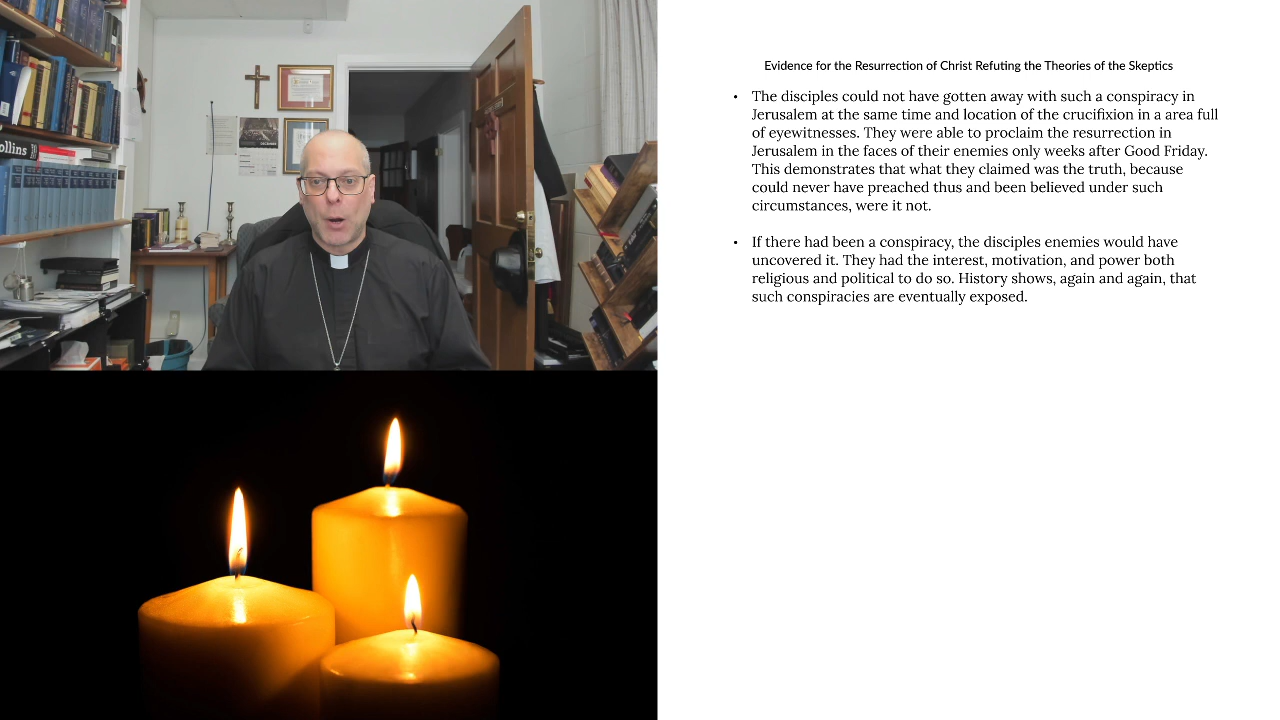 Evidence for the Resurrection of Christ Refuting the Theories of the Skeptics
• The disciples could not have gotten away with such a conspiracy in
Jerusalem at the same time and location of the crucifixion in a area full
of eyewitnesses. They were able to proclaim the resurrection in
Jerusalem in the faces of their enemies only weeks after Good Friday.
This demonstrates that what they claimed was the truth, because
could never have preached thus and been believed under such
circumstances, were it not.
• If there had been a conspiracy, the disciples enemies would have
uncovered it. They had the interest, motivation, and power both
religious and political to do so. History shows, again and again, that
such conspiracies are eventually exposed.